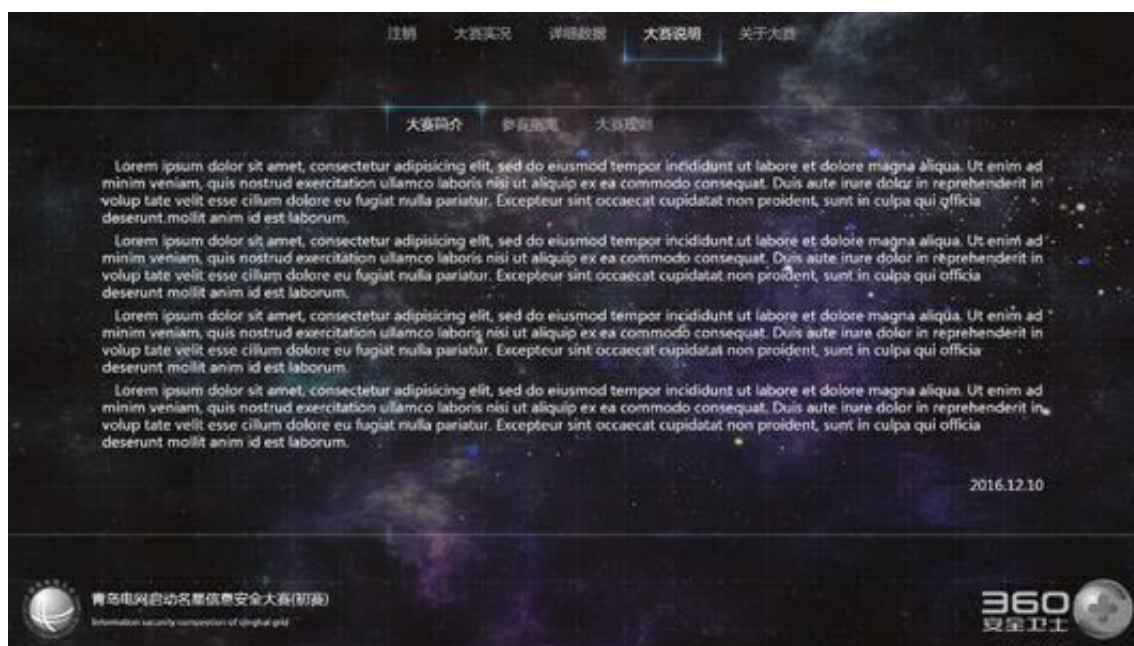 注销 大赛实况 详细数据 大赛说明 关于大赛
大赛简介 参赛指南 大赛规则
Lorem ipsum dolor sit amet, consectetur adipisicing elit, sed do eiusmod tempor incididunt ut labore et dolore magna aliqua. Ut enim ad
minim veniam, quis nostrud exercitation ullamco laboris nisi ut aliquip ex ea commodo consequat. Duis aute irure dolor in reprehenderit in
volup tate velit esse cillum dolore eu fugiat nulla pariatur. Excepteur sint occaecat cupidatat non proident, sunt in culpa qui officia
deserunt mollit anim id est laborum.
Lorem ipsum dolor sit amet, consectetur adipisicing elit, sed do eiusmod tempor incididunt ut labore et dolore magna aliqua. Ut enim ad
minim veniam, quis nostrud exercitation ullamco laboris nisi ut aliquip ex ea commodo consequat. Duis aute irure dolor in reprehenderit in
volup tate velit esse cillum dolore eu fugiat nulla pariatur. Excepteur sint occaecat cupidatat non proident, sunt in culpa qui officia
deserunt mollit anim id est laborum.
Lorem ipsum dolor sit amet, consectetur adipisicing elit, sed do eiusmod tempor incididunt ut labore et dolore magna aliqua. Ut enim ad
minim veniam, quis nostrud exercitation ullamco laboris nisi ut aliquip ex ea commodo consequat. Duis aute irure dolor in reprehenderit in
volup tate velit esse cillum dolore eu fugiat nulla pariatur. Excepteur sint occaecat cupidatat non proident, sunt in culpa qui officia
deserunt mollit anim id est laborum.
Lorem ipsum dolor sit amet, consectetur adipisicing elit, sed do eiusmod tempor incididunt ut labore et dolore magna aliqua. Ut enim ad
minim veniam, quis nostrud exercitation ullamco laboris nisi ut aliquip ex ea commodo consequat. Duis aute irure dolor in reprehenderit in
volup tate velit esse cillum dolore eu fugiat nulla pariatur. Excepteur sint occaecat cupidatat non proident, sunt in culpa qui officia
deserunt mollit anim id est laborum.
2016.12.10
青岛电网启动名星信息安全大赛(初赛)
Information security competition of qinghai grid
360
安全卫士